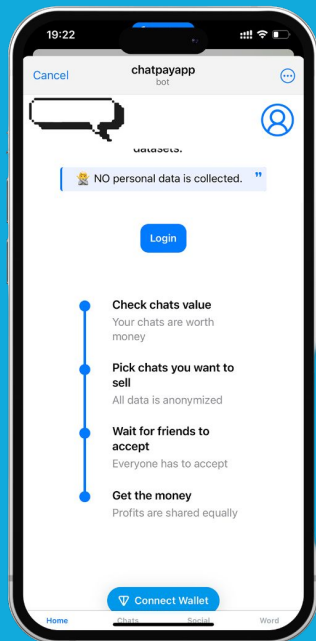 19:22
Cancel
chatpayapp
bot
datasets.
NO personal data is collected. "
Login
Check chats value
Your chats are worth
money
Pick chats you want to
sell
All data is anonymized
Wait for friends to
accept
Everyone has to accept
Get the money
Profits are shared equally
Connect Wallet
Home
Chats
Social
Word